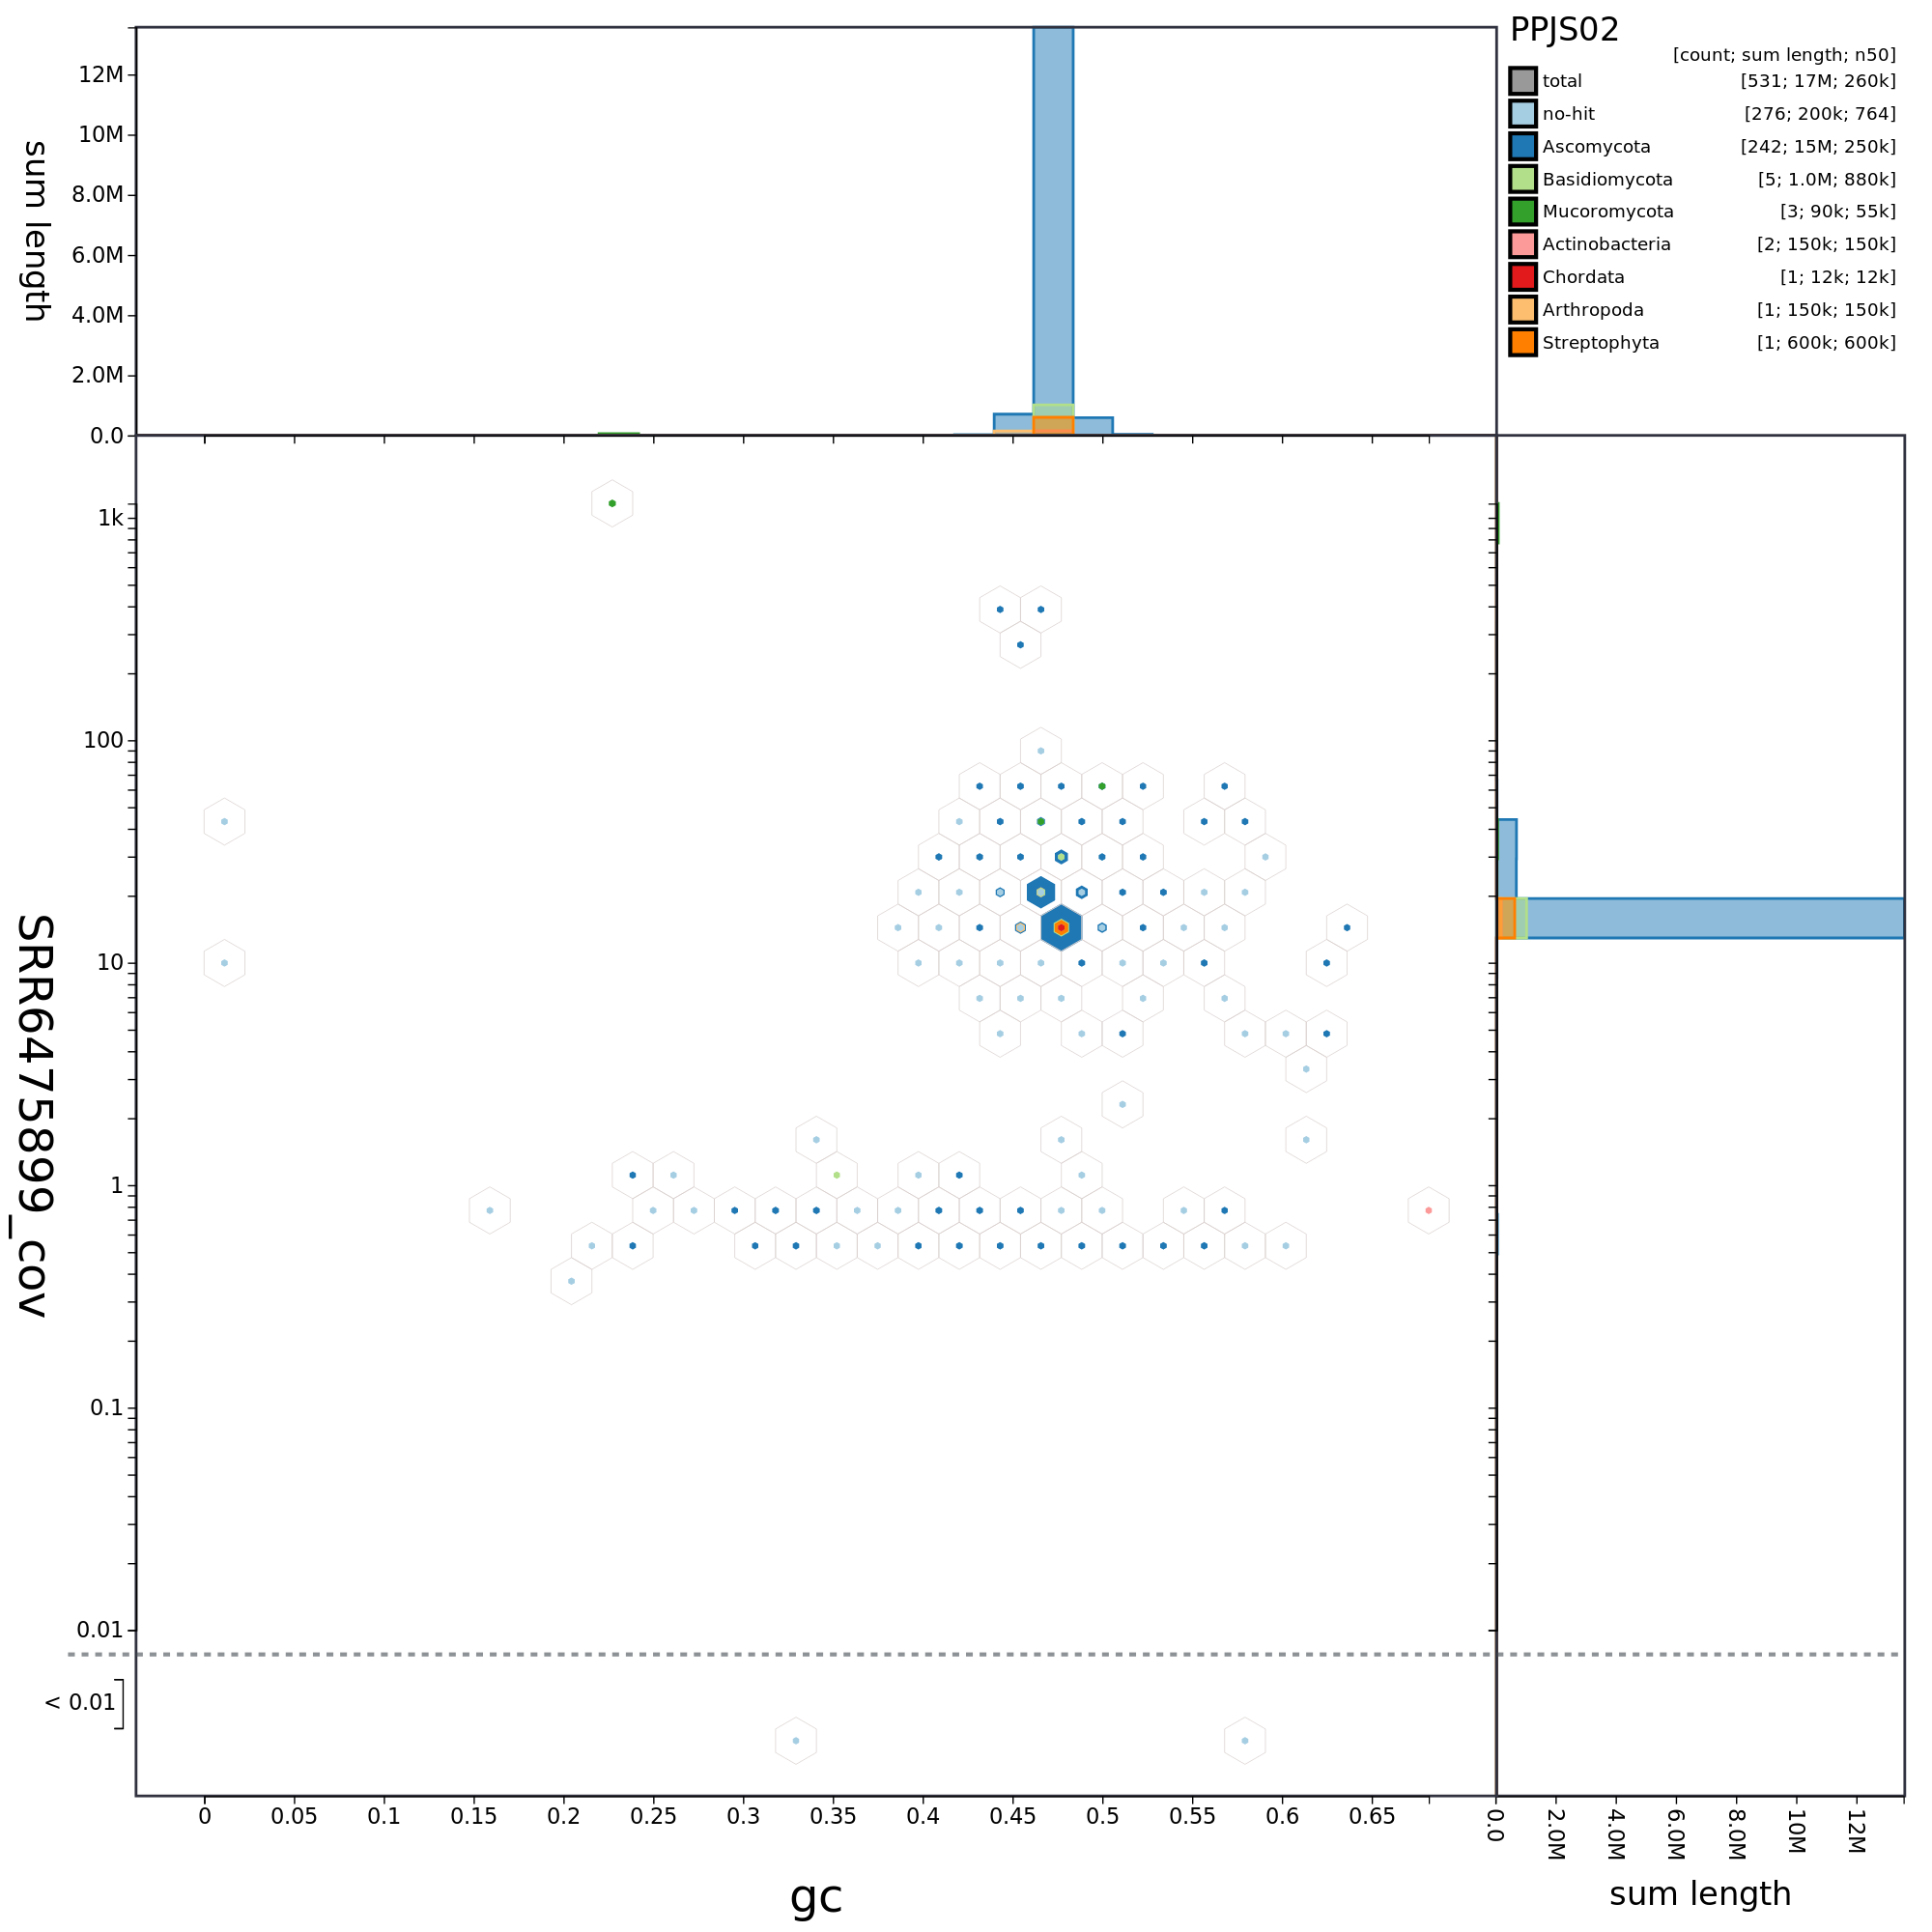 PPJS02
[count; sum length; n50]
total [531; 17M; 260k]
no-hit [276; 200k; 764]
Ascomycota [242; 15M; 250k]
Basidiomycota [5; 1.0M; 880k]
Mucoromycota [3; 90k; 55k]
Actinobacteria [2; 150k; 150k]
Chordata [1; 12k; 12k]
Arthropoda [1; 150k; 150k]
Streptophyta [1; 600k; 600k]
sum length
12M
10M
8.0M
6.0M
4.0M
2.0M
0.0
SRR6475899_cov
1k
100
10
1
0.1
0.01
< 0.01
0 0.05 0.1 0.15 0.2 0.25 0.3 0.35 0.4 0.45 0.5 0.55 0.6 0.65
gc
0.0 2.0M 4.0M 6.0M 8.0M 10M 12M
sum length